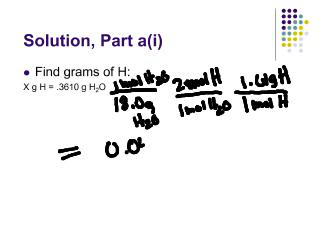 Solution, Part a(i)
Find grams of H:
X g H = .3610 g H2O 1 mol H2O 2 mol H 1.01g H
18.0g H2O 1 mol H2O 1 mol H
= 0.0